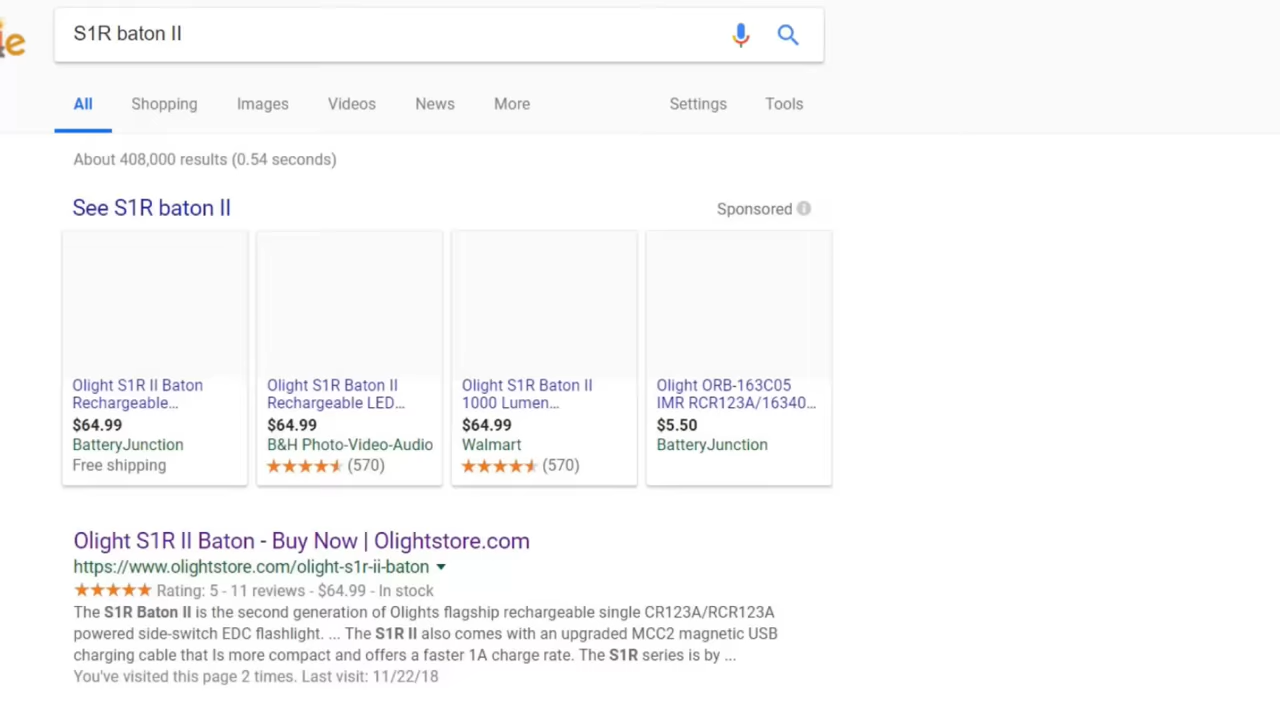 S1R baton II
All Shopping Images Videos News More Settings Tools
About 408,000 results (0.54 seconds)
See S1R baton II Sponsored
Olight S1R II Baton
Rechargeable...
$64.99
BatteryJunction
Free shipping
Olight S1R Baton II
Rechargeable LED...
$64.99
B&H Photo-Video-Audio
(570)
Olight S1R Baton II
1000 Lumen...
$64.99
Walmart
(570)
Olight ORB-163C05
IMR RCR123A/16340...
$5.50
BatteryJunction
Olight S1R II Baton - Buy Now | Olightstore.com
https://www.olightstore.com/olight-s1r-ii-baton
Rating: 5 - 11 reviews - $64.99 - In stock
The S1R Baton II is the second generation of Olights flagship rechargeable single CR123A/RCR123A
powered side-switch EDC flashlight. ... The S1R II also comes with an upgraded MCC2 magnetic USB
charging cable that Is more compact and offers a faster 1A charge rate. The S1R series is by ...
You've visited this page 2 times. Last visit: 11/22/18